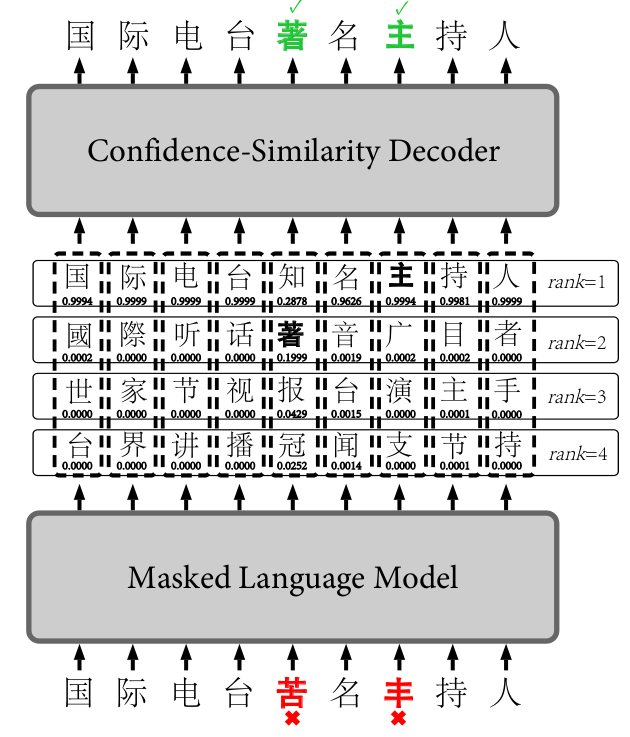 ✓ ✓
国 际 电 台 著 名 主 持 人
Confidence-Similarity Decoder
国 际 电 台 知 名 主 持 人 rank=1
0.9994 0.9999 0.9999 0.9999 0.2878 0.9626 0.9994 0.9981 0.9999
國 際 听 话 著 音 广 目 者 rank=2
0.0002 0.0000 0.0000 0.0000 0.1999 0.0019 0.0002 0.0002 0.0000
世 家 节 视 报 台 演 主 手 rank=3
0.0000 0.0000 0.0000 0.0000 0.0429 0.0015 0.0000 0.0001 0.0000
台 界 讲 播 冠 闻 支 节 持 rank=4
0.0000 0.0000 0.0000 0.0000 0.0252 0.0014 0.0000 0.0001 0.0000
Masked Language Model
国 际 电 台 苦 名 丰 持 人
✖ ✖